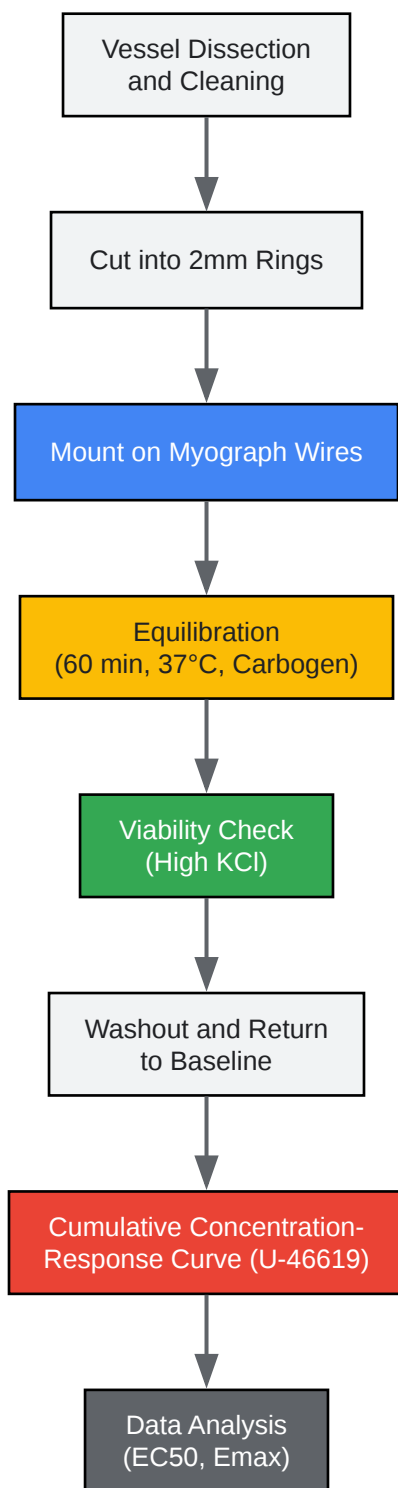 Vessel Dissection
and Cleaning
Cut into 2mm Rings
Mount on Myograph Wires
Equilibration
(60 min, 37°C, Carbogen)
Viability Check
(High KCl)
Washout and Return
to Baseline
Cumulative Concentration-
Response Curve (U-46619)
Data Analysis
(EC50, Emax)